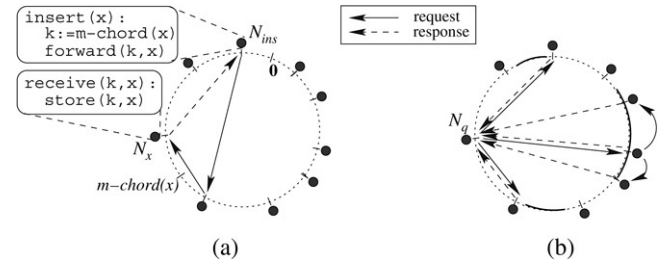 insert(x):
k:=m-chord(x)
forward(k,x)
receive(k,x):
store(k,x)
N_ins
0
N_x
m-chord(x)
(a)
request
response
N_q
(b)